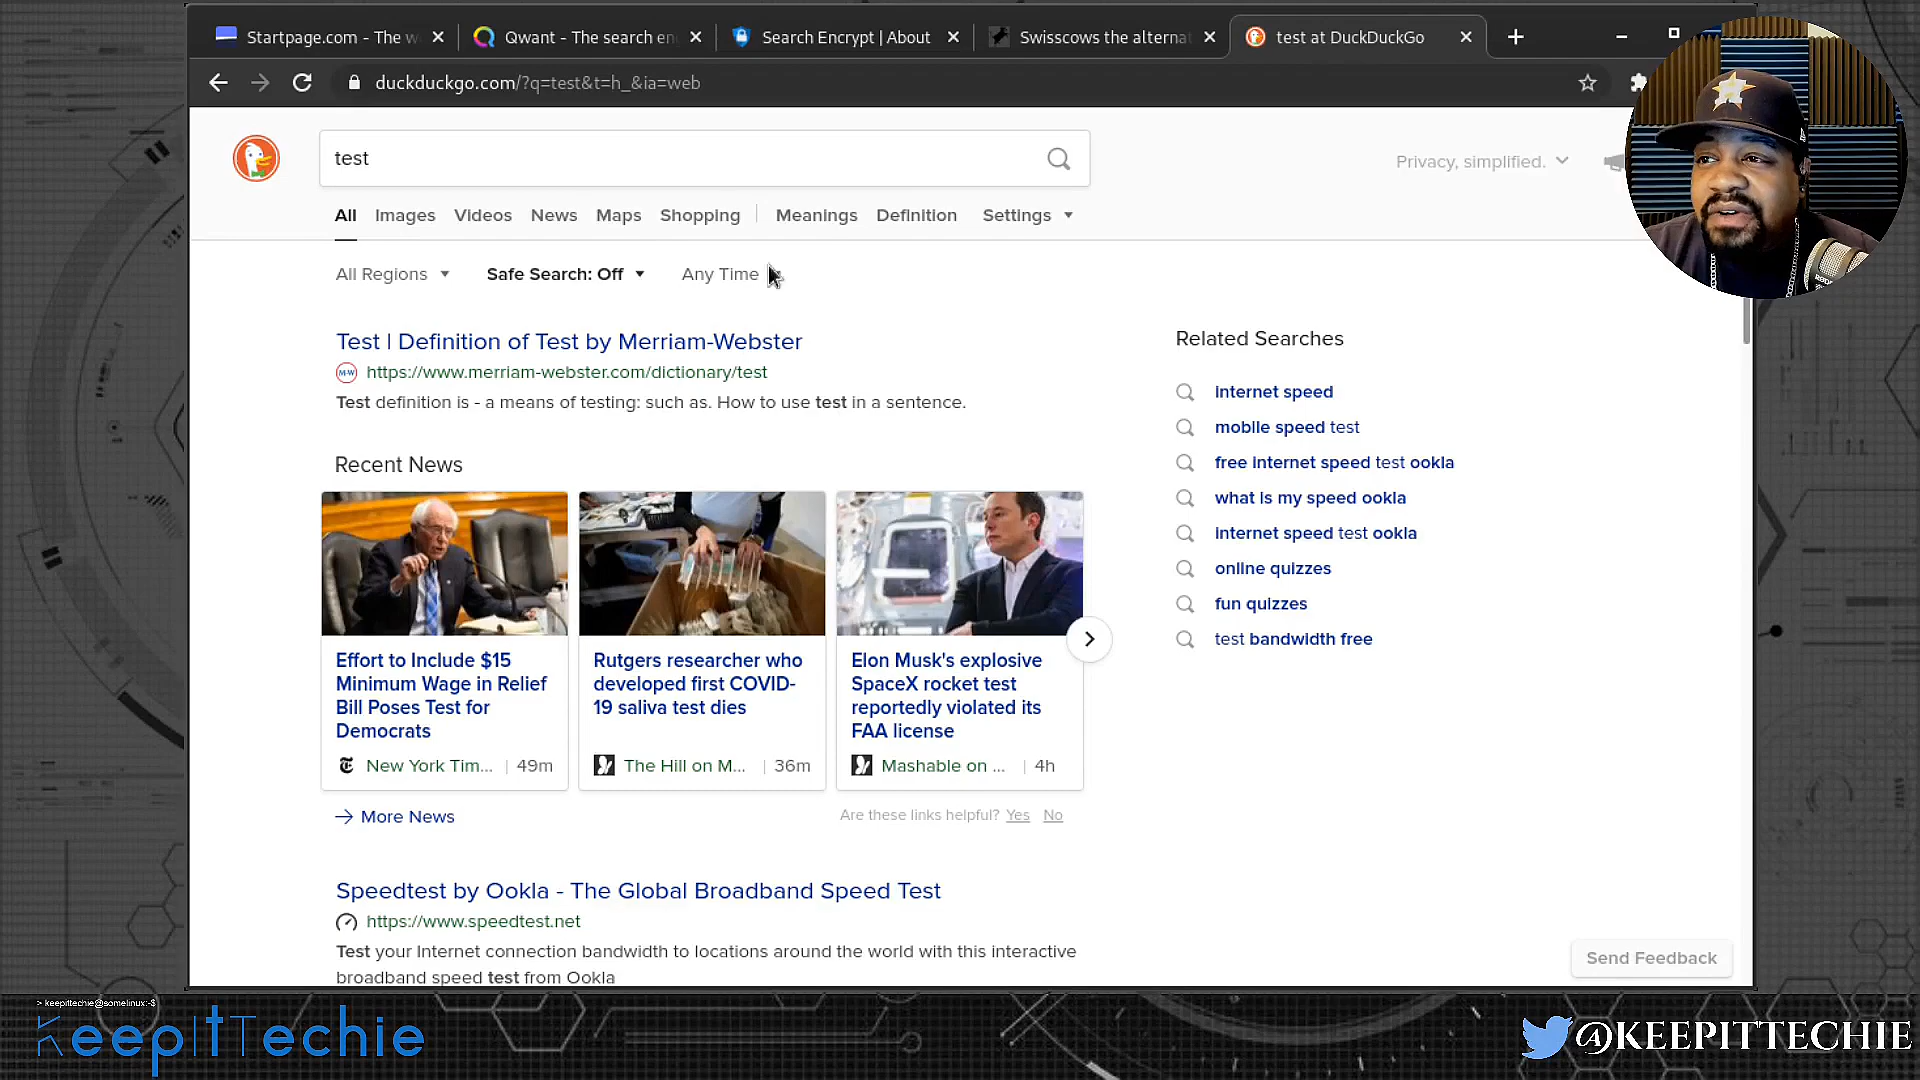 Startpage.com - The w
Qwant - The search en
Search Encrypt | About
Swisscows the alternat
test at DuckDuckGo
duckduckgo.com/?q=test&t=h_&ia=web
test
Privacy, simplified.
All Images Videos News Maps Shopping Meanings Definition Settings
All Regions Safe Search: Off Any Time
Test | Definition of Test by Merriam-Webster
M-W https://www.merriam-webster.com/dictionary/test
Test definition is - a means of testing: such as. How to use test in a sentence.
Recent News
Effort to Include $15
Minimum Wage in Relief
Bill Poses Test for
Democrats
New York Tim... 49m
Rutgers researcher who
developed first COVID-
19 saliva test dies
The Hill on M... 36m
Elon Musk's explosive
SpaceX rocket test
reportedly violated its
FAA license
Mashable on ... 4h
More News
Are these links helpful? Yes No
Speedtest by Ookla - The Global Broadband Speed Test
https://www.speedtest.net
Test your Internet connection bandwidth to locations around the world with this interactive
broadband speed test from Ookla
Related Searches
internet speed
mobile speed test
free internet speed test ookla
what is my speed ookla
internet speed test ookla
online quizzes
fun quizzes
test bandwidth free
Send Feedback
> keepittechie@somelinux:~$
KeepItTechie
@KEEPITTECHIE